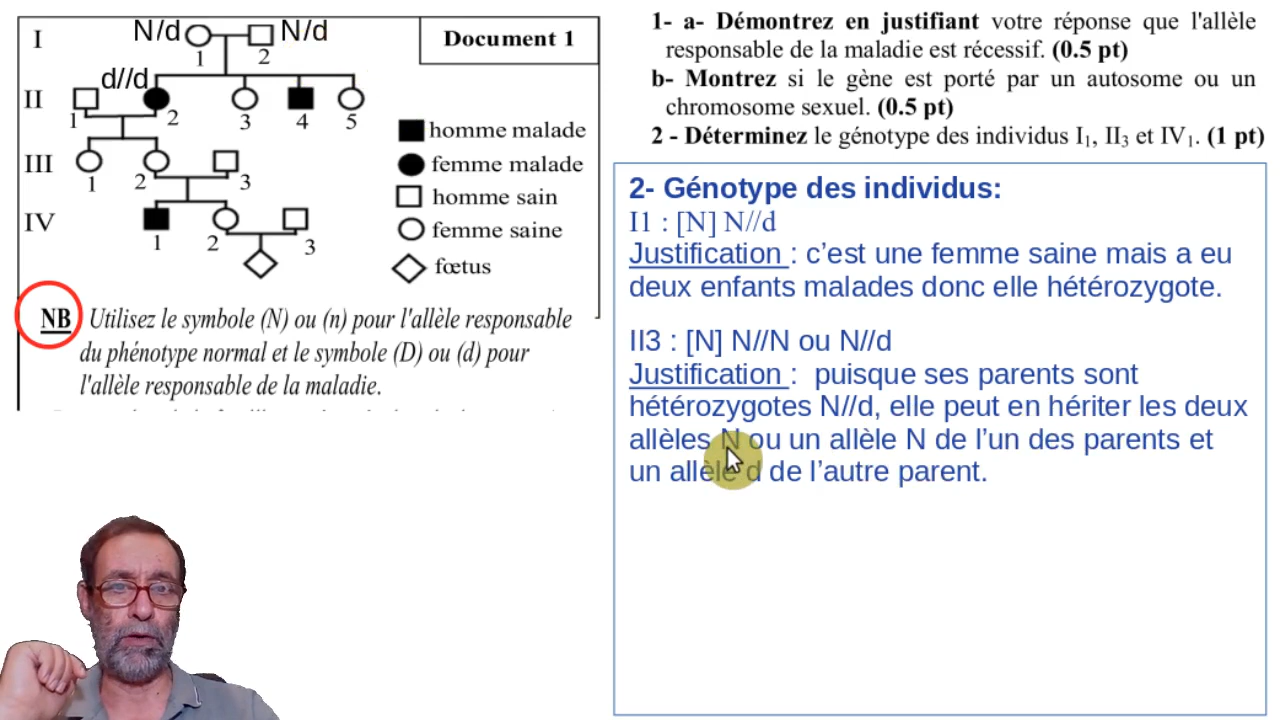 N/d
N/d
I
1
2
Document 1
d//d
II
1
2
3
4
5
homme malade
III
femme malade
1
2
3
homme sain
IV
femme saine
1
2
3
fœtus
NB Utilisez le symbole (N) ou (n) pour l'allèle responsable
du phénotype normal et le symbole (D) ou (d) pour
l'allèle responsable de la maladie.
1- a- Démontrez en justifiant votre réponse que l'allèle
responsable de la maladie est récessif. (0.5 pt)
b- Montrez si le gène est porté par un autosome ou un
chromosome sexuel. (0.5 pt)
2 - Déterminez le génotype des individus I₁, II₃ et IV₁. (1 pt)
2- Génotype des individus:
I1 : [N] N//d
Justification : c’est une femme saine mais a eu
deux enfants malades donc elle hétérozygote.
II3 : [N] N//N ou N//d
Justification : puisque ses parents sont
hétérozygotes N//d, elle peut en hériter les deux
allèles N ou un allèle N de l’un des parents et
un allèle d de l’autre parent.